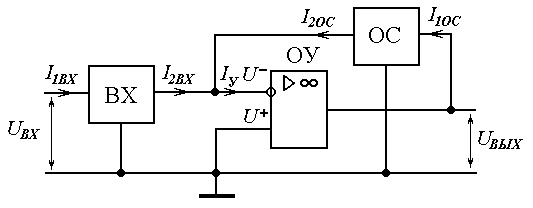 I2ОС
ОС
I1ОС
ОУ
I1ВХ
ВХ
I2ВХ
IУ
U−
▷ ∞
U+
UВХ
UВЫХ